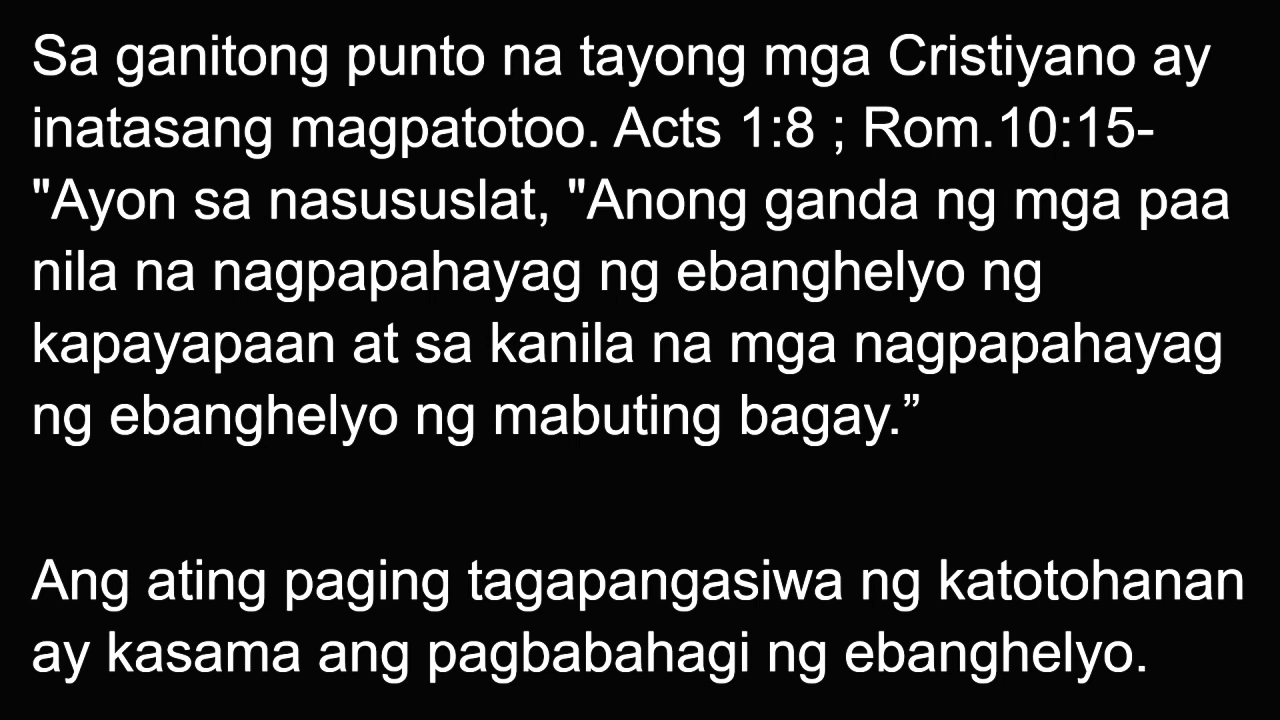 Sa ganitong punto na tayong mga Cristiyano ay
inatasang magpatotoo. Acts 1:8 ; Rom.10:15-
"Ayon sa nasususlat, "Anong ganda ng mga paa
nila na nagpapahayag ng ebanghelyo ng
kapayapaan at sa kanila na mga nagpapahayag
ng ebanghelyo ng mabuting bagay.”
Ang ating paging tagapangasiwa ng katotohanan
ay kasama ang pagbabahagi ng ebanghelyo.